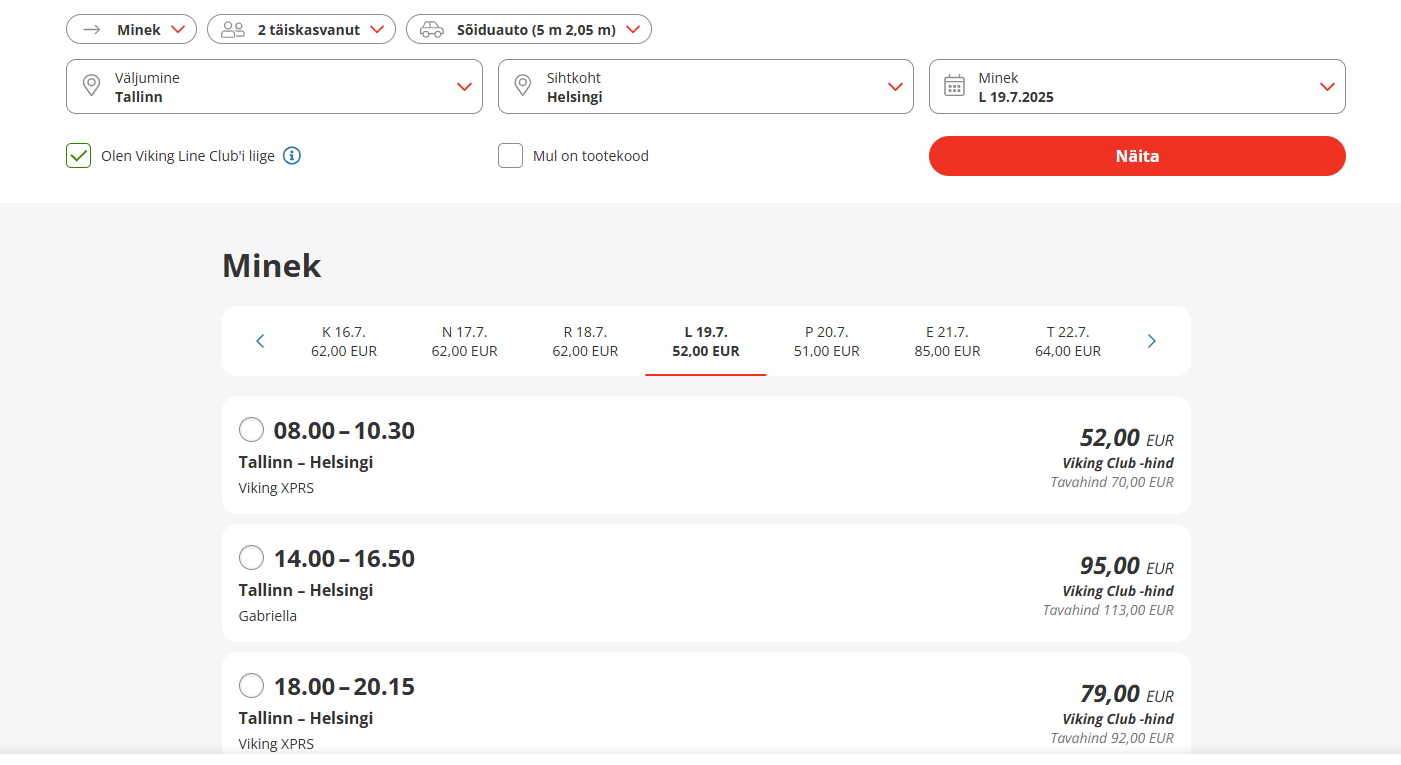 Minek
2 täiskasvanut
Sõiduauto (5 m 2,05 m)
Väljumine
Tallinn
Sihtkoht
Helsingi
Minek
L 19.7.2025
Olen Viking Line Club'i liige
Mul on tootekood
Näita
Minek
K 16.7.
62,00 EUR
N 17.7.
62,00 EUR
R 18.7.
62,00 EUR
L 19.7.
52,00 EUR
P 20.7.
51,00 EUR
E 21.7.
85,00 EUR
T 22.7.
64,00 EUR
08.00 – 10.30
Tallinn – Helsingi
Viking XPRS
52,00 EUR
Viking Club -hind
Tavahind 70,00 EUR
14.00 – 16.50
Tallinn – Helsingi
Gabriella
95,00 EUR
Viking Club -hind
Tavahind 113,00 EUR
18.00 – 20.15
Tallinn – Helsingi
Viking XPRS
79,00 EUR
Viking Club -hind
Tavahind 92,00 EUR